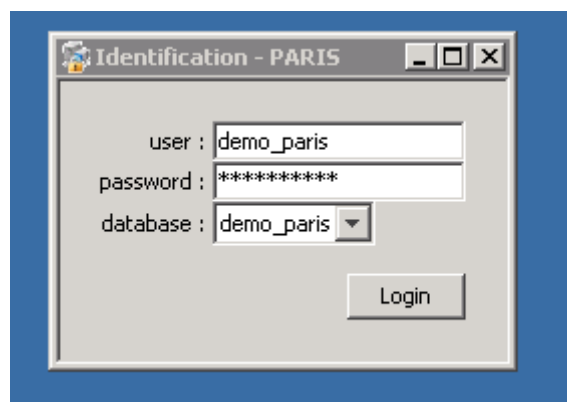 Identification - PARIS
user : demo_paris
password : **********
database : demo_paris
Login